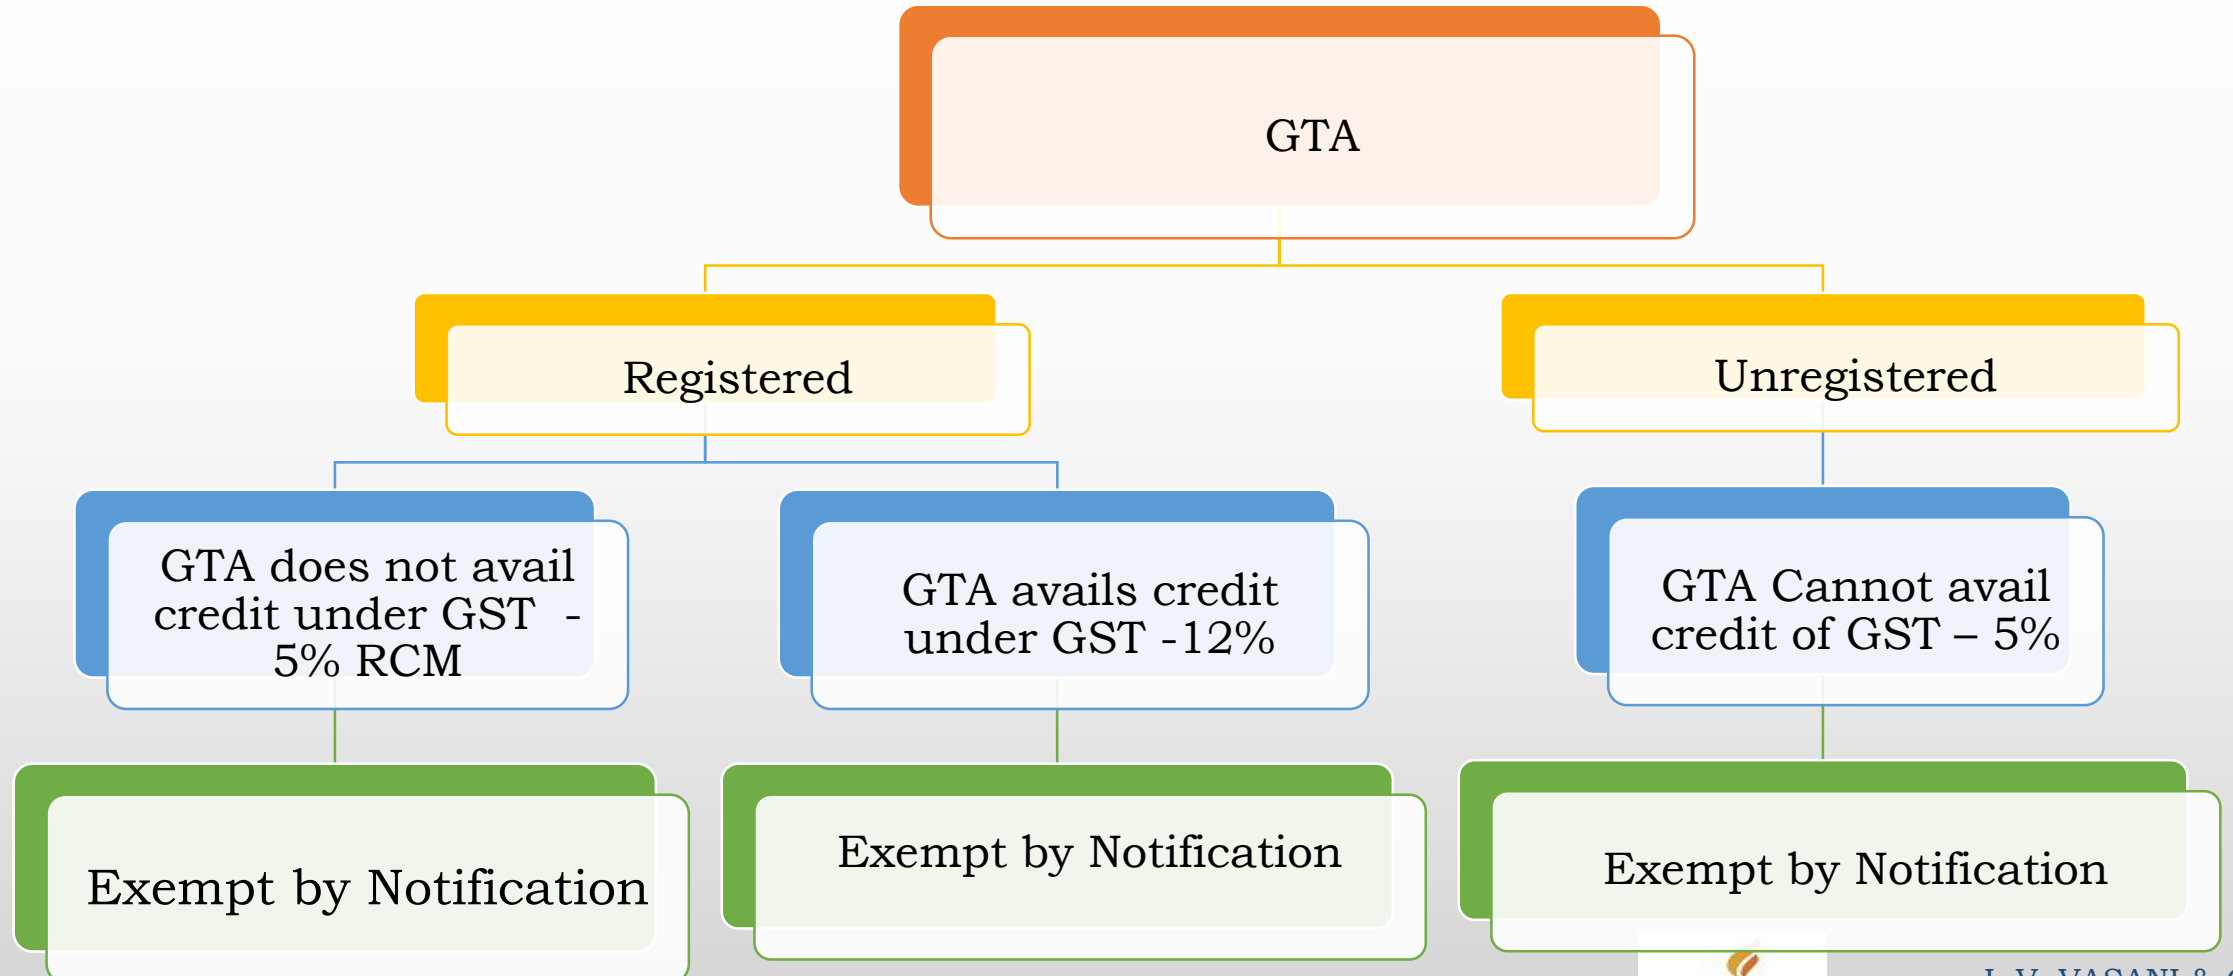 GTA
Registered
Unregistered
GTA does not avail
credit under GST -
5% RCM
GTA avails credit
under GST -12%
GTA Cannot avail
credit of GST – 5%
Exempt by Notification
Exempt by Notification
Exempt by Notification
VASANI &